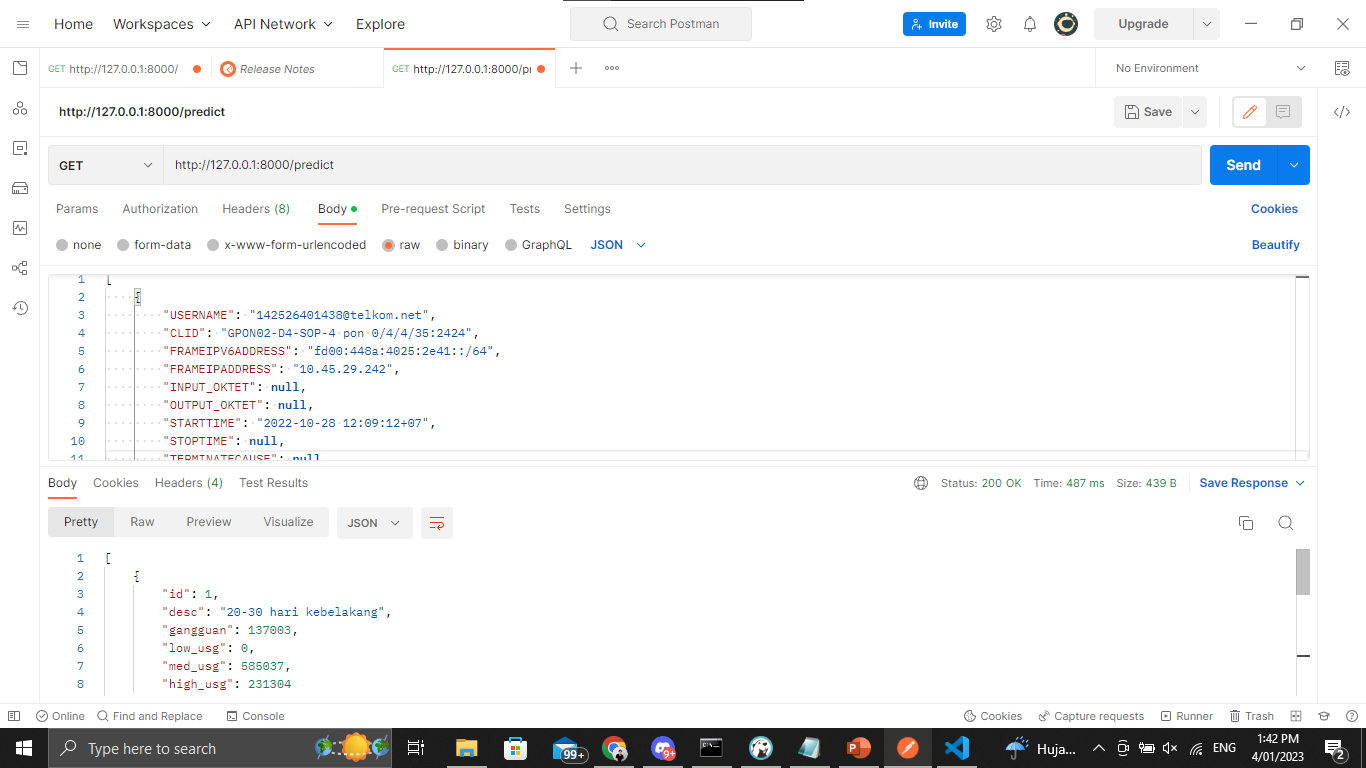 Home Workspaces API Network Explore Search Postman Invite Upgrade
GET http://127.0.0.1:8000/ Release Notes GET http://127.0.0.1:8000/pr No Environment
http://127.0.0.1:8000/predict Save
GET http://127.0.0.1:8000/predict Send
Params Authorization Headers (8) Body Pre-request Script Tests Settings Cookies
none form-data x-www-form-urlencoded raw binary GraphQL JSON Beautify
1 [
2 {
3 "USERNAME": "142526401438@telkom.net",
4 "CLID": "GPON02-D4-SOP-4 pon 0/4/4/35:2424",
5 "FRAMEIPV6ADDRESS": "fd00:448a:4025:2e41::/64",
6 "FRAMEIPADDRESS": "10.45.29.242",
7 "INPUT_OKTET": null,
8 "OUTPUT_OKTET": null,
9 "STARTTIME": "2022-10-28 12:09:12+07",
10 "STOPTIME": null,
11 "TERMINATECAUSE": null
Body Cookies Headers (4) Test Results Status: 200 OK Time: 487 ms Size: 439 B Save Response
Pretty Raw Preview Visualize JSON
1 [
2 {
3 "id": 1,
4 "desc": "20-30 hari kebelakang",
5 "gangguan": 137003,
6 "low_usg": 0,
7 "med_usg": 585037,
8 "high_usg": 231304
Online Find and Replace Console Cookies Capture requests Runner Trash
Type here to search 99+ 9+ Huja... ENG 1:42 PM
4/01/2023 2